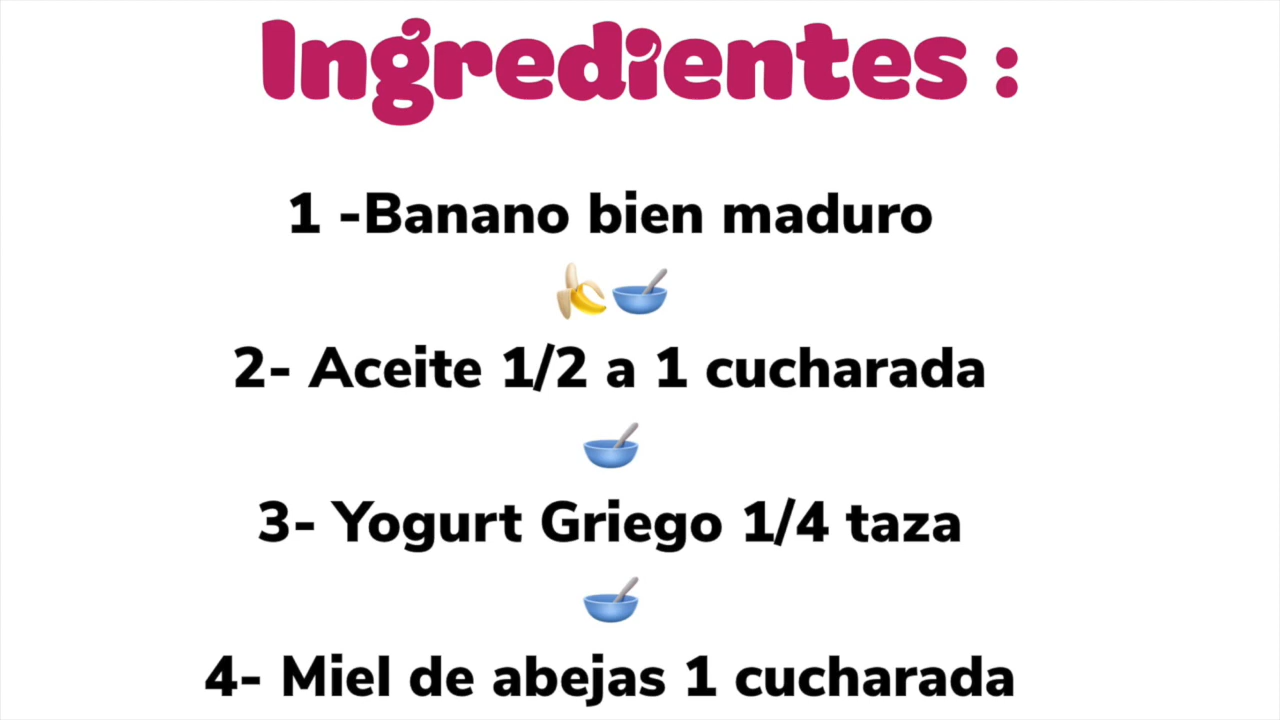 Ingredientes :
1 -Banano bien maduro
2- Aceite 1/2 a 1 cucharada
3- Yogurt Griego 1/4 taza
4- Miel de abejas 1 cucharada